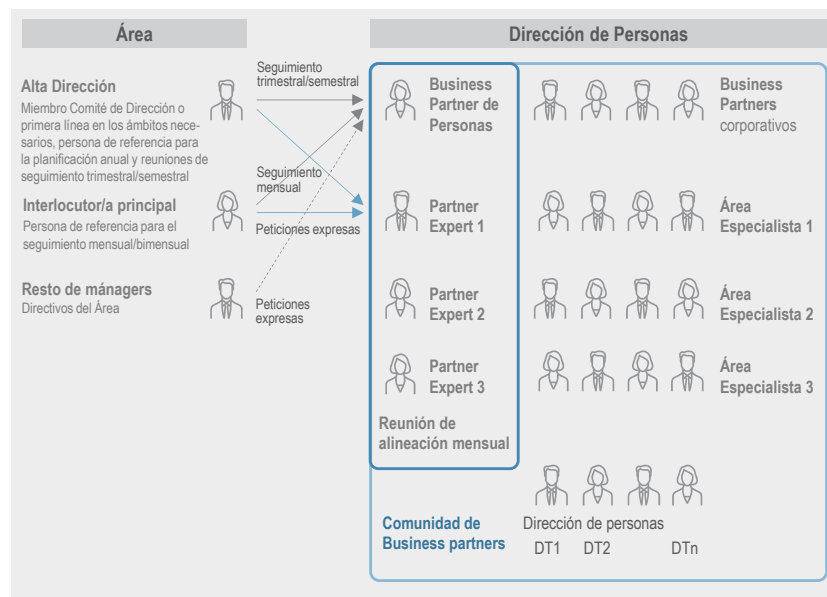 Área
Dirección de Personas
Alta Dirección
Miembro Comité de Dirección o
primera línea en los ámbitos nece-
sarios, persona de referencia para
la planificación anual y reuniones de
seguimiento trimestral/semestral
Interlocutor/a principal
Persona de referencia para el
seguimiento mensual/bimensual
Resto de mánagers
Directivos del Área
Seguimiento
trimestral/semestral
Seguimiento
mensual
Peticiones expresas
Peticiones
expresas
Business
Partner de
Personas
Business
Partners
corporativos
Partner
Expert 1
Área
Especialista 1
Partner
Expert 2
Área
Especialista 2
Partner
Expert 3
Área
Especialista 3
Reunión de
alineación mensual
Comunidad de
Business partners
Dirección de personas
DT1 DT2 DTn